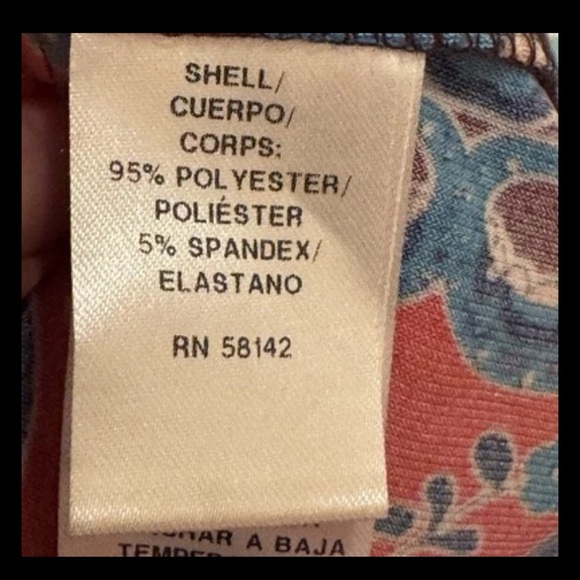 SHELL/
CUERPO/
CORPS:
95% POLYESTER/
POLIÉSTER
5% SPANDEX/
ELASTANO
RN 58142
A BAJA